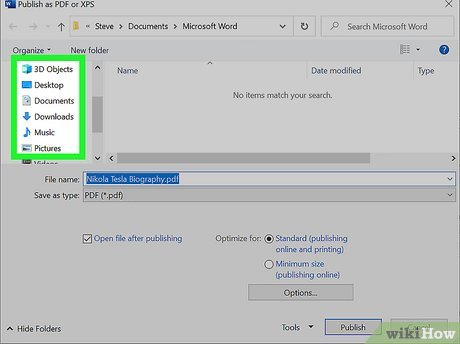 Publish as PDF or XPS
Steve > Documents > Microsoft Word
Search Microsoft Word
Organize
New folder
Name
Date modified
Type
3D Objects
Desktop
Documents
Downloads
Music
Pictures
Videos
No items match your search.
File name: Nikola Tesla Biography.pdf
Save as type: PDF (*.pdf)
Open file after publishing
Optimize for:
Standard (publishing
online and printing)
Minimum size
(publishing online)
Options...
Hide Folders
Tools
Publish
Cancel
wikiHow